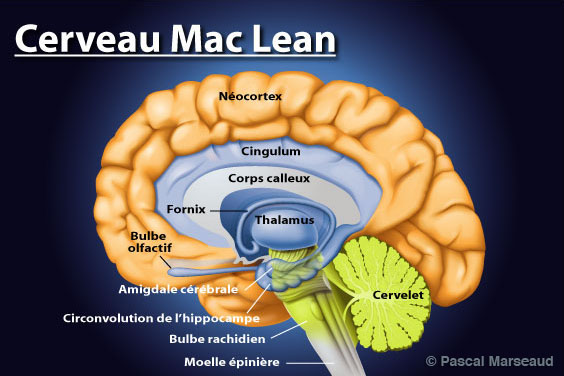 Cerveau Mac Lean
Néocortex
Cingulum
Corps calleux
Fornix
Thalamus
Bulbe
olfactif
Amigdale cérébrale
Cervelet
Circonvolution de l'hippocampe
Bulbe rachidien
Moelle épinière
© Pascal Marseaud